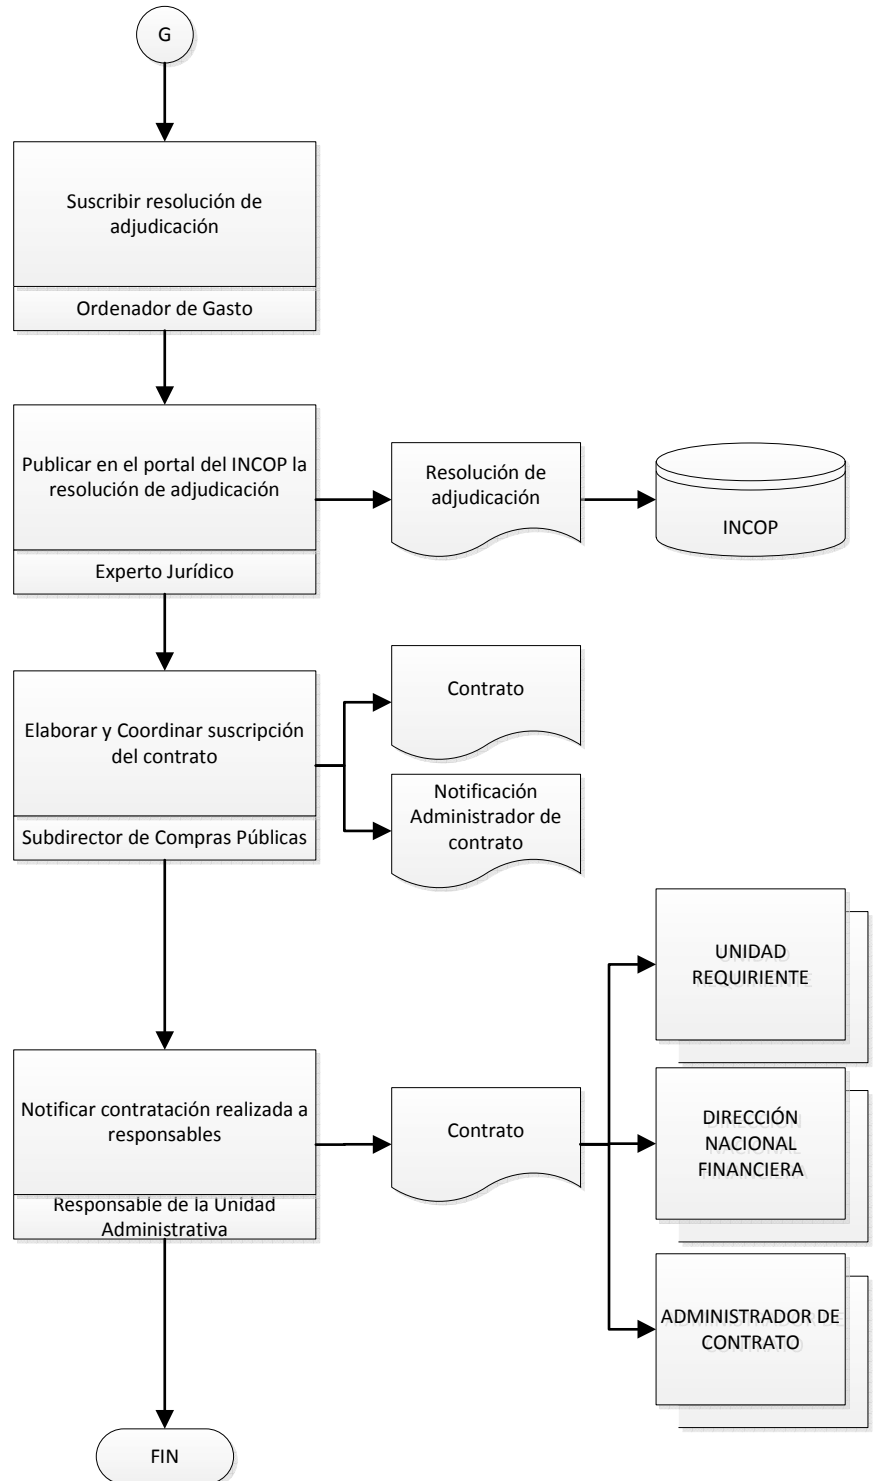 G
Suscribir resolución de
adjudicación
Ordenador de Gasto
Publicar en el portal del INCOP la
resolución de adjudicación
Experto Jurídico
Resolución de
adjudicación
INCOP
Elaborar y Coordinar suscripción
del contrato
Subdirector de Compras Públicas
Contrato
Notificación
Administrador de
contrato
Notificar contratación realizada a
responsables
Responsable de la Unidad
Administrativa
Contrato
UNIDAD
REQUIRIENTE
DIRECCIÓN
NACIONAL
FINANCIERA
ADMINISTRADOR DE
CONTRATO
FIN